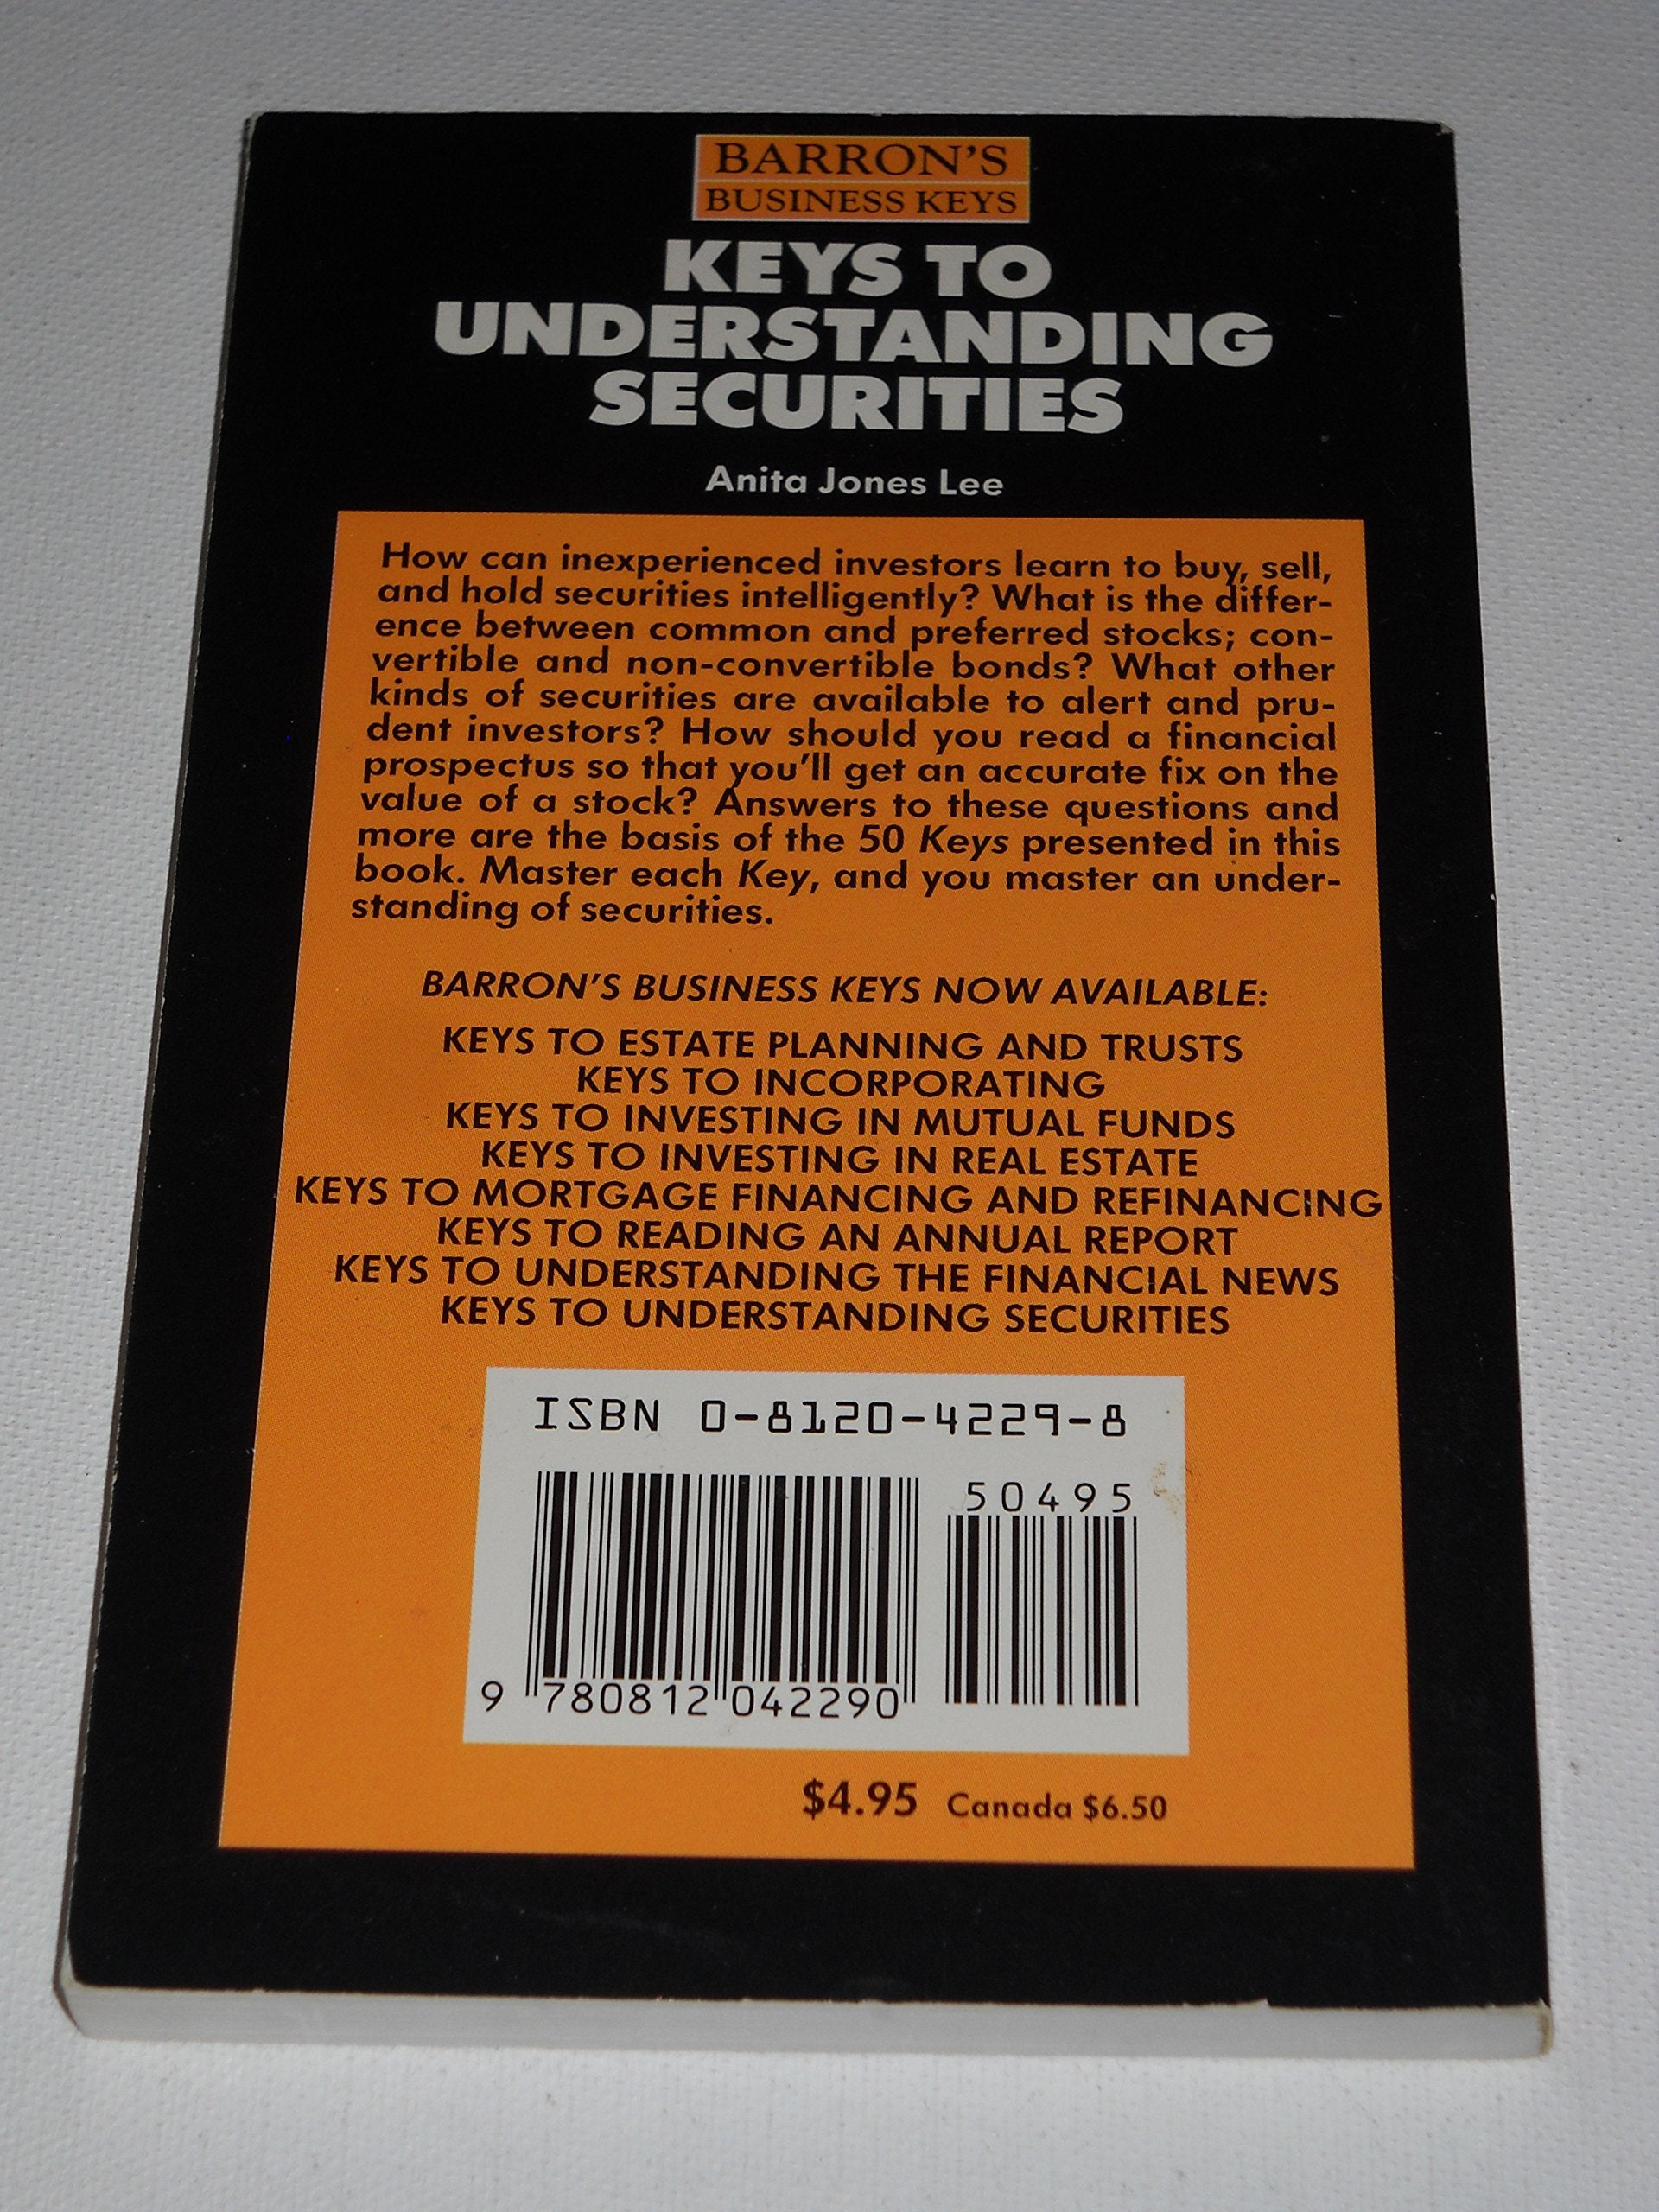 BARRON'S
BUSINESS KEYS
KEYS TO
UNDERSTANDING
SECURITIES
Anita Jones Lee
How can inexperienced investors learn to buy, sell,
and hold securities intelligently? What is the differ-
ence between common and preferred stocks; con-
vertible and non-convertible bonds? What other
kinds of securities are available to alert and pru-
dent investors? How should you read a financial
prospectus so that you'll get an accurate fix on the
value of a stock? Answers to these questions and
more are the basis of the 50 Keys presented in this
book. Master each Key, and you master an under-
standing of securities.
BARRON'S BUSINESS KEYS NOW AVAILABLE:
KEYS TO ESTATE PLANNING AND TRUSTS
KEYS TO INCORPORATING
KEYS TO INVESTING IN MUTUAL FUNDS
KEYS TO INVESTING IN REAL ESTATE
KEYS TO MORTGAGE FINANCING AND REFINANCING
KEYS TO READING AN ANNUAL REPORT
KEYS TO UNDERSTANDING THE FINANCIAL NEWS
KEYS TO UNDERSTANDING SECURITIES
ISBN 0-8120-4229-8
50495
9 780812 042290
$4.95 Canada $6.50